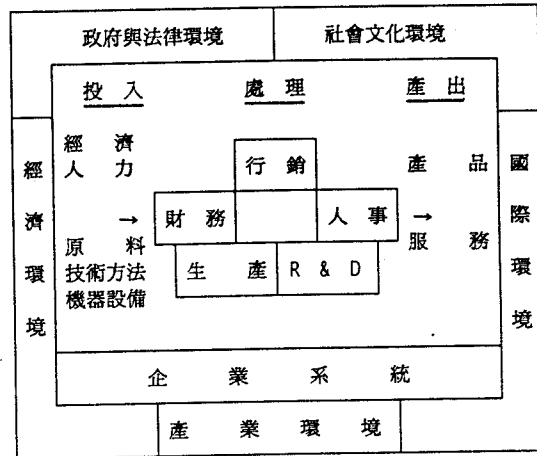 政府與法律環境 社會文化環境
投入 處理 產出
經濟
人力
行銷
產品
→ 財務 人事 →
原料
服務
技術方法
生產 R & D
機器設備
經濟環境
國際環境
企業系統
產業環境